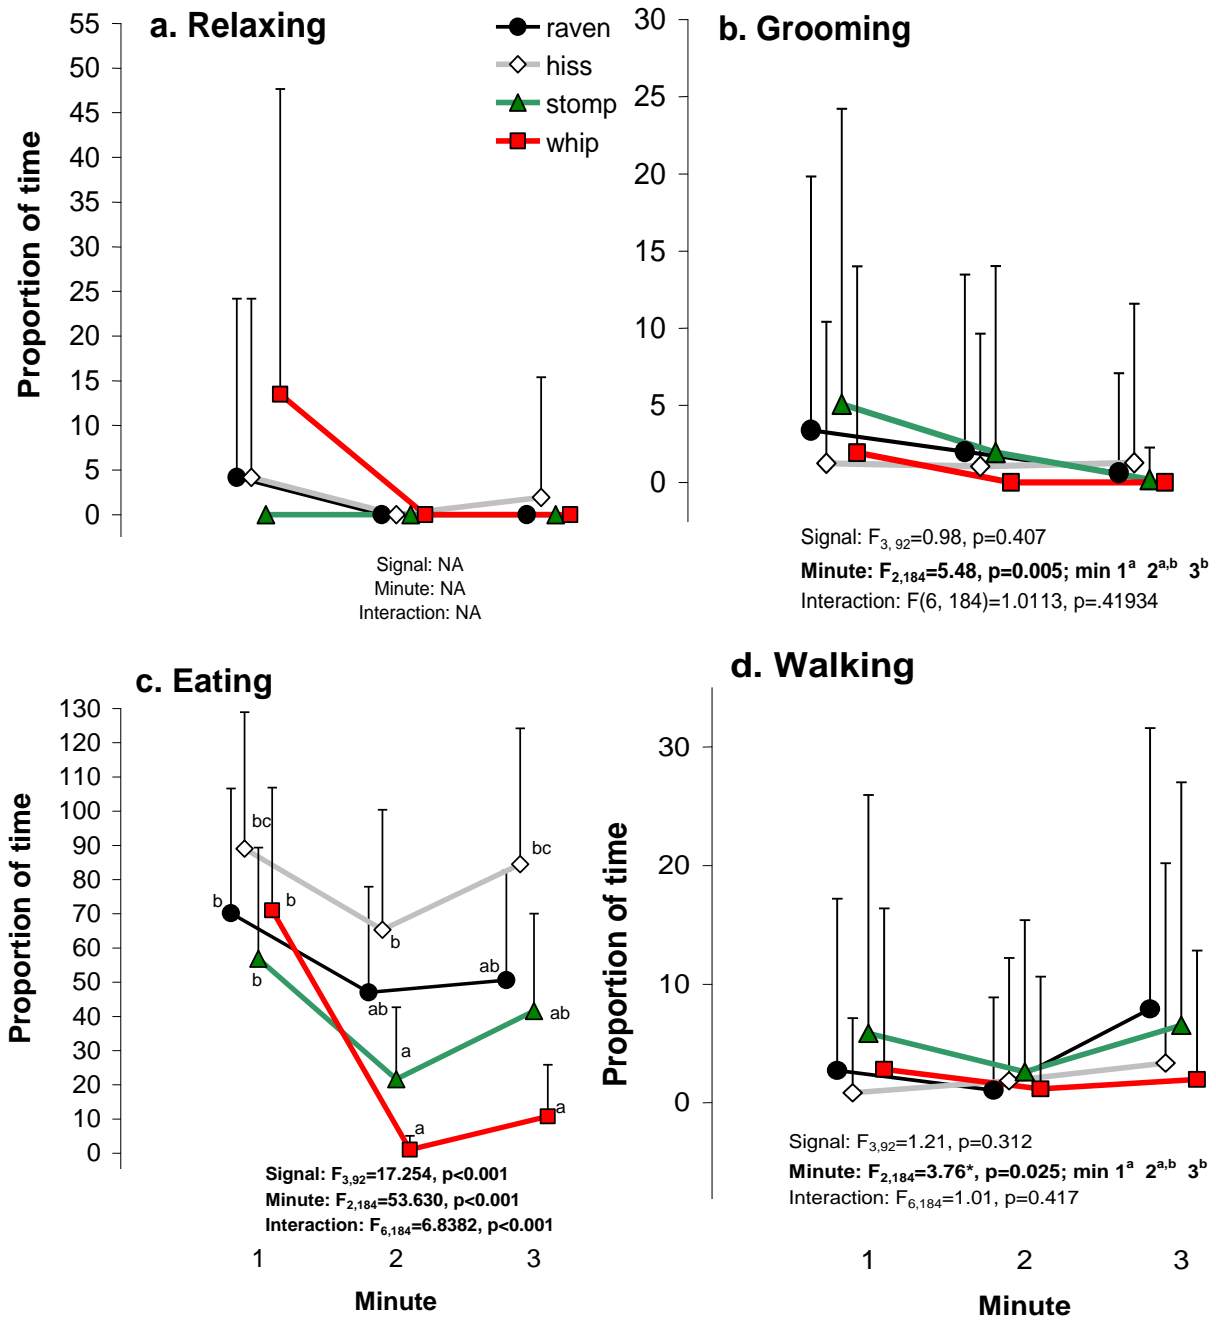 a. Relaxing
raven
hiss
stomp
whip
Proportion of time
55
50
45
40
35
30
25
20
15
10
5
0
Signal: NA
Minute: NA
Interaction: NA
b. Grooming
30
25
20
15
10
5
0
Signal: F3, 92=0.98, p=0.407
Minute: F2,184=5.48, p=0.005; min 1a 2a,b 3b
Interaction: F(6, 184)=1.0113, p=.41934
c. Eating
Proportion of time
130
120
110
100
90
80
70
60
50
40
30
20
10
0
bc
b
b
b
b
ab
a
a
bc
ab
ab
a
Signal: F3,92=17.254, p<0.001
Minute: F2,184=53.630, p<0.001
Interaction: F6,184=6.8382, p<0.001
1 2 3
Minute
d. Walking
Proportion of time
30
20
10
0
Signal: F3,92=1.21, p=0.312
Minute: F2,184=3.76*, p=0.025; min 1a 2a,b 3b
Interaction: F6,184=1.01, p=0.417
1 2 3
Minute